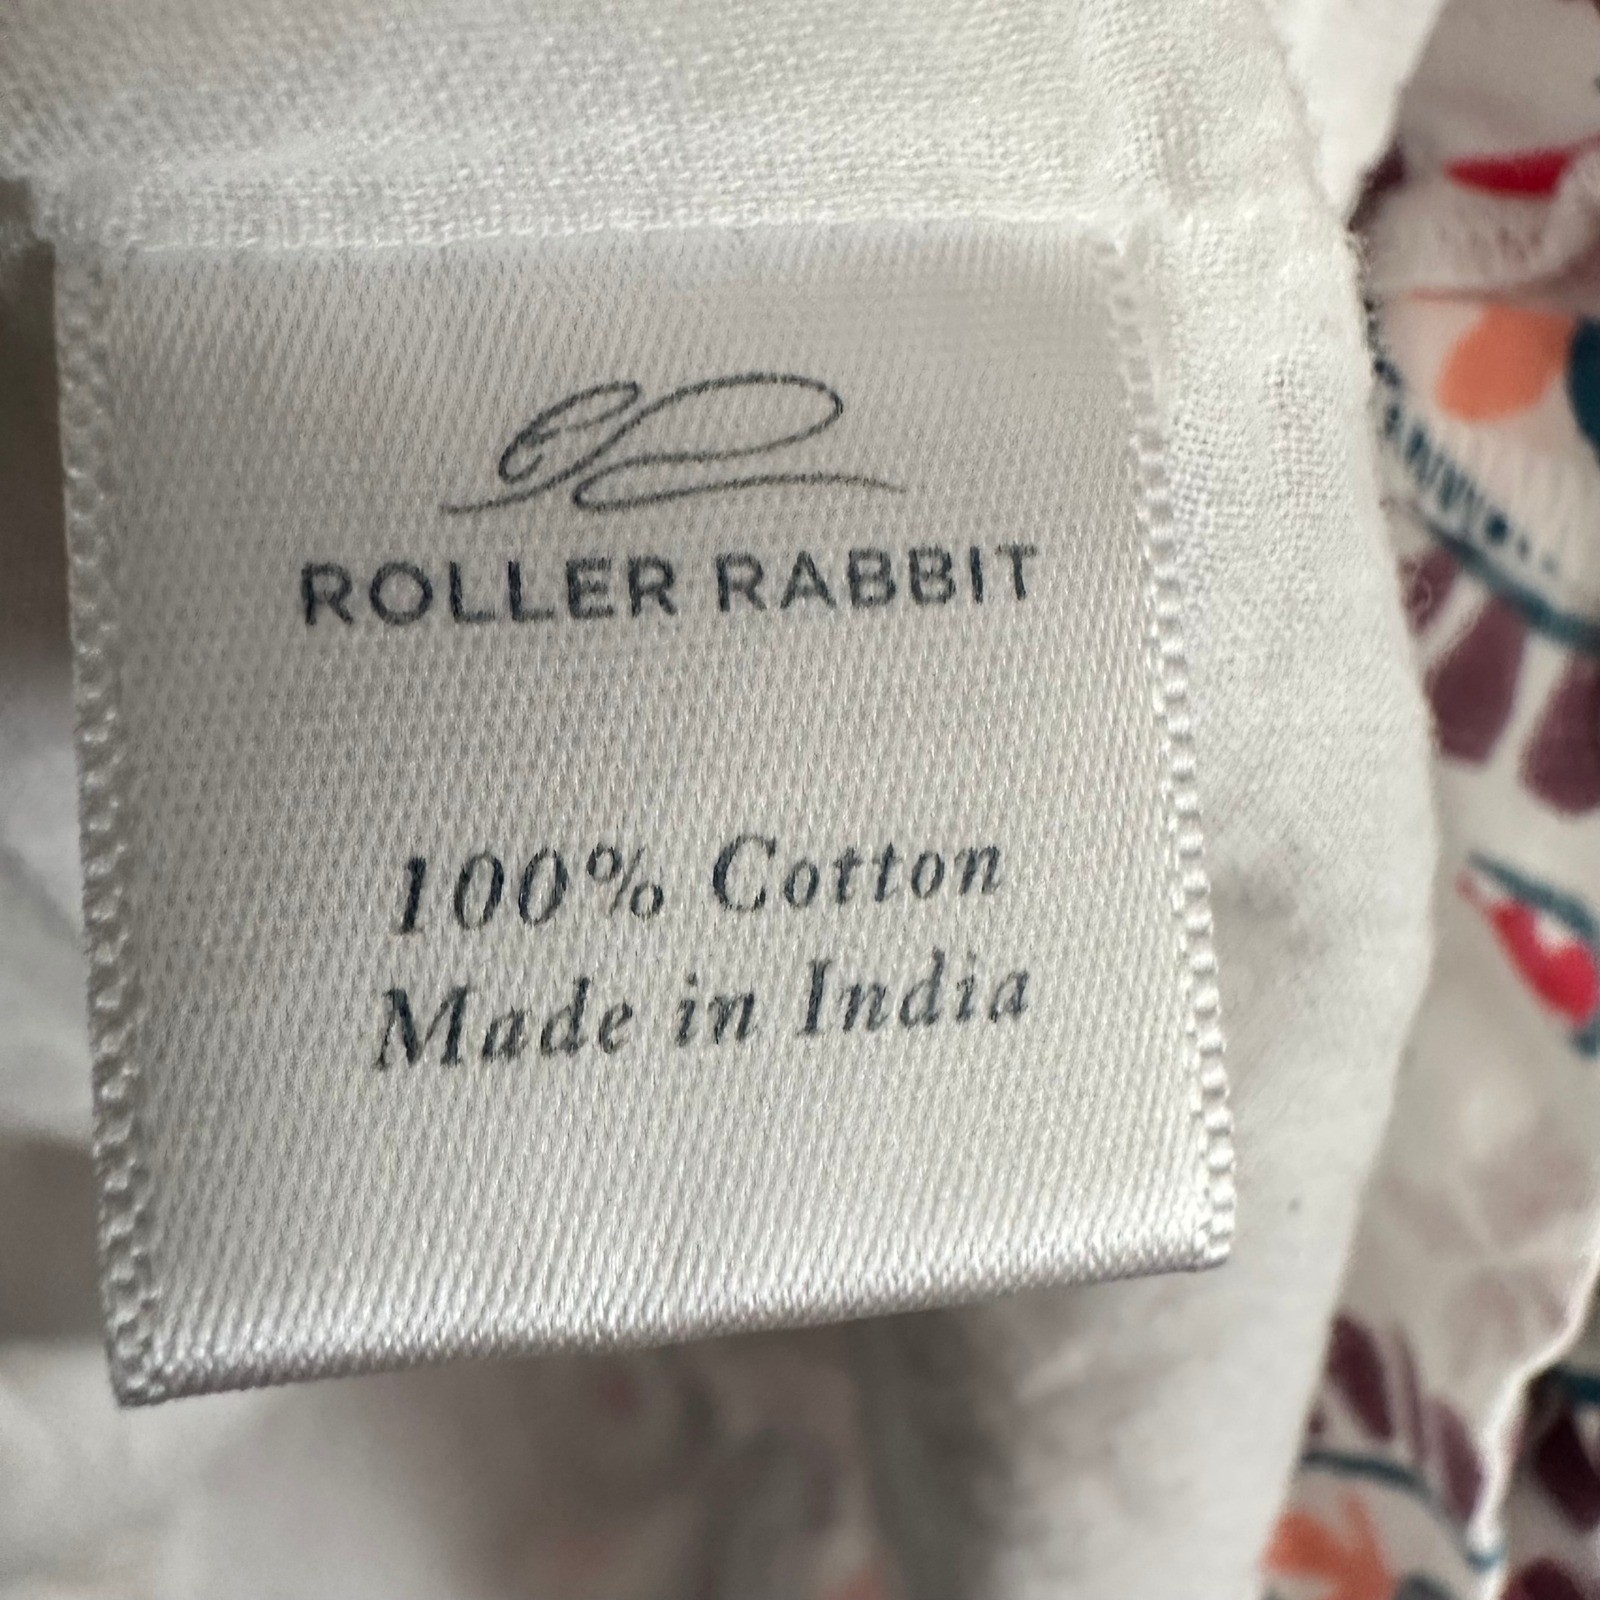 ROLLER RABBIT
100% Cotton
Made in India